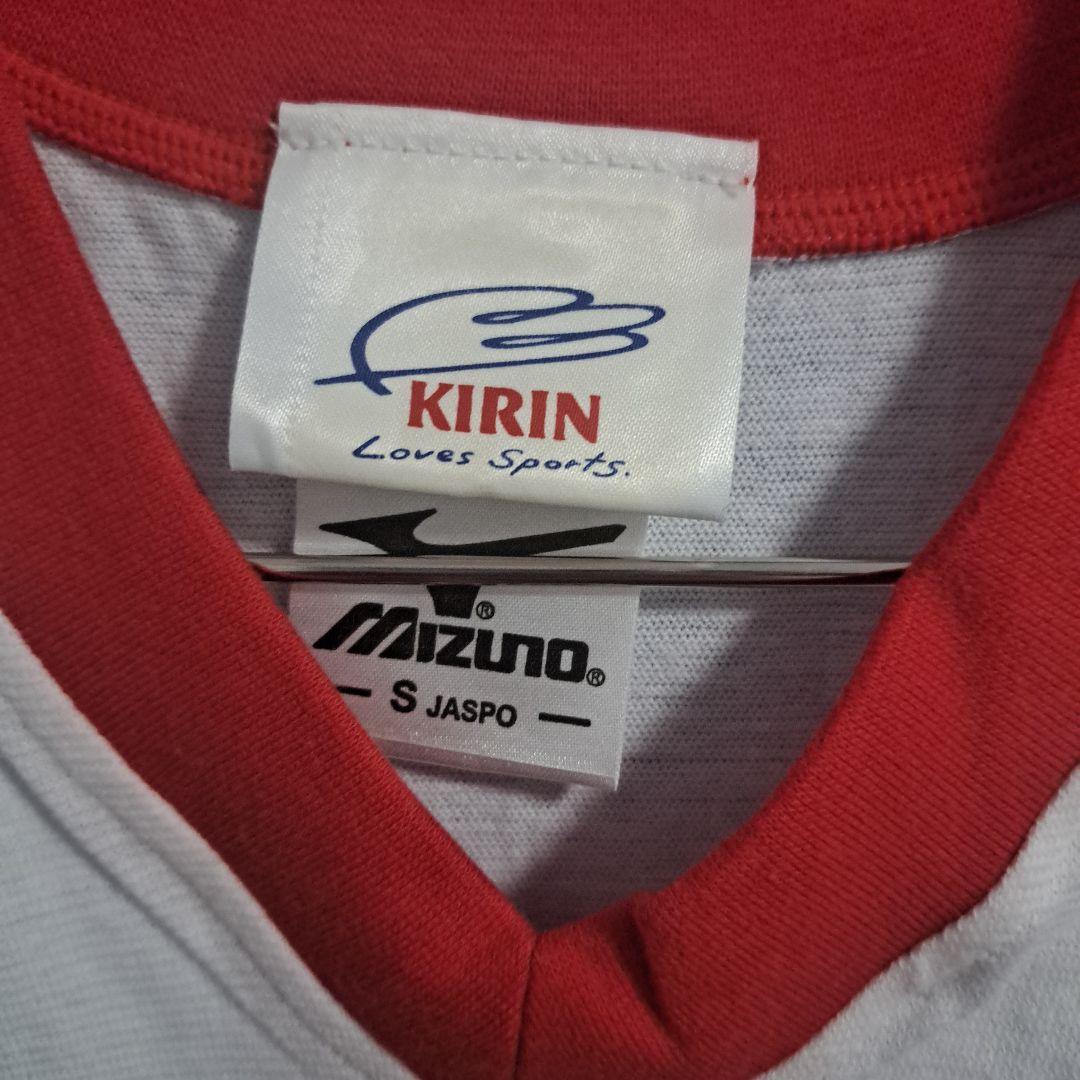 KIRIN
Loves Sports.
®
MIZUNO®
S JASPO